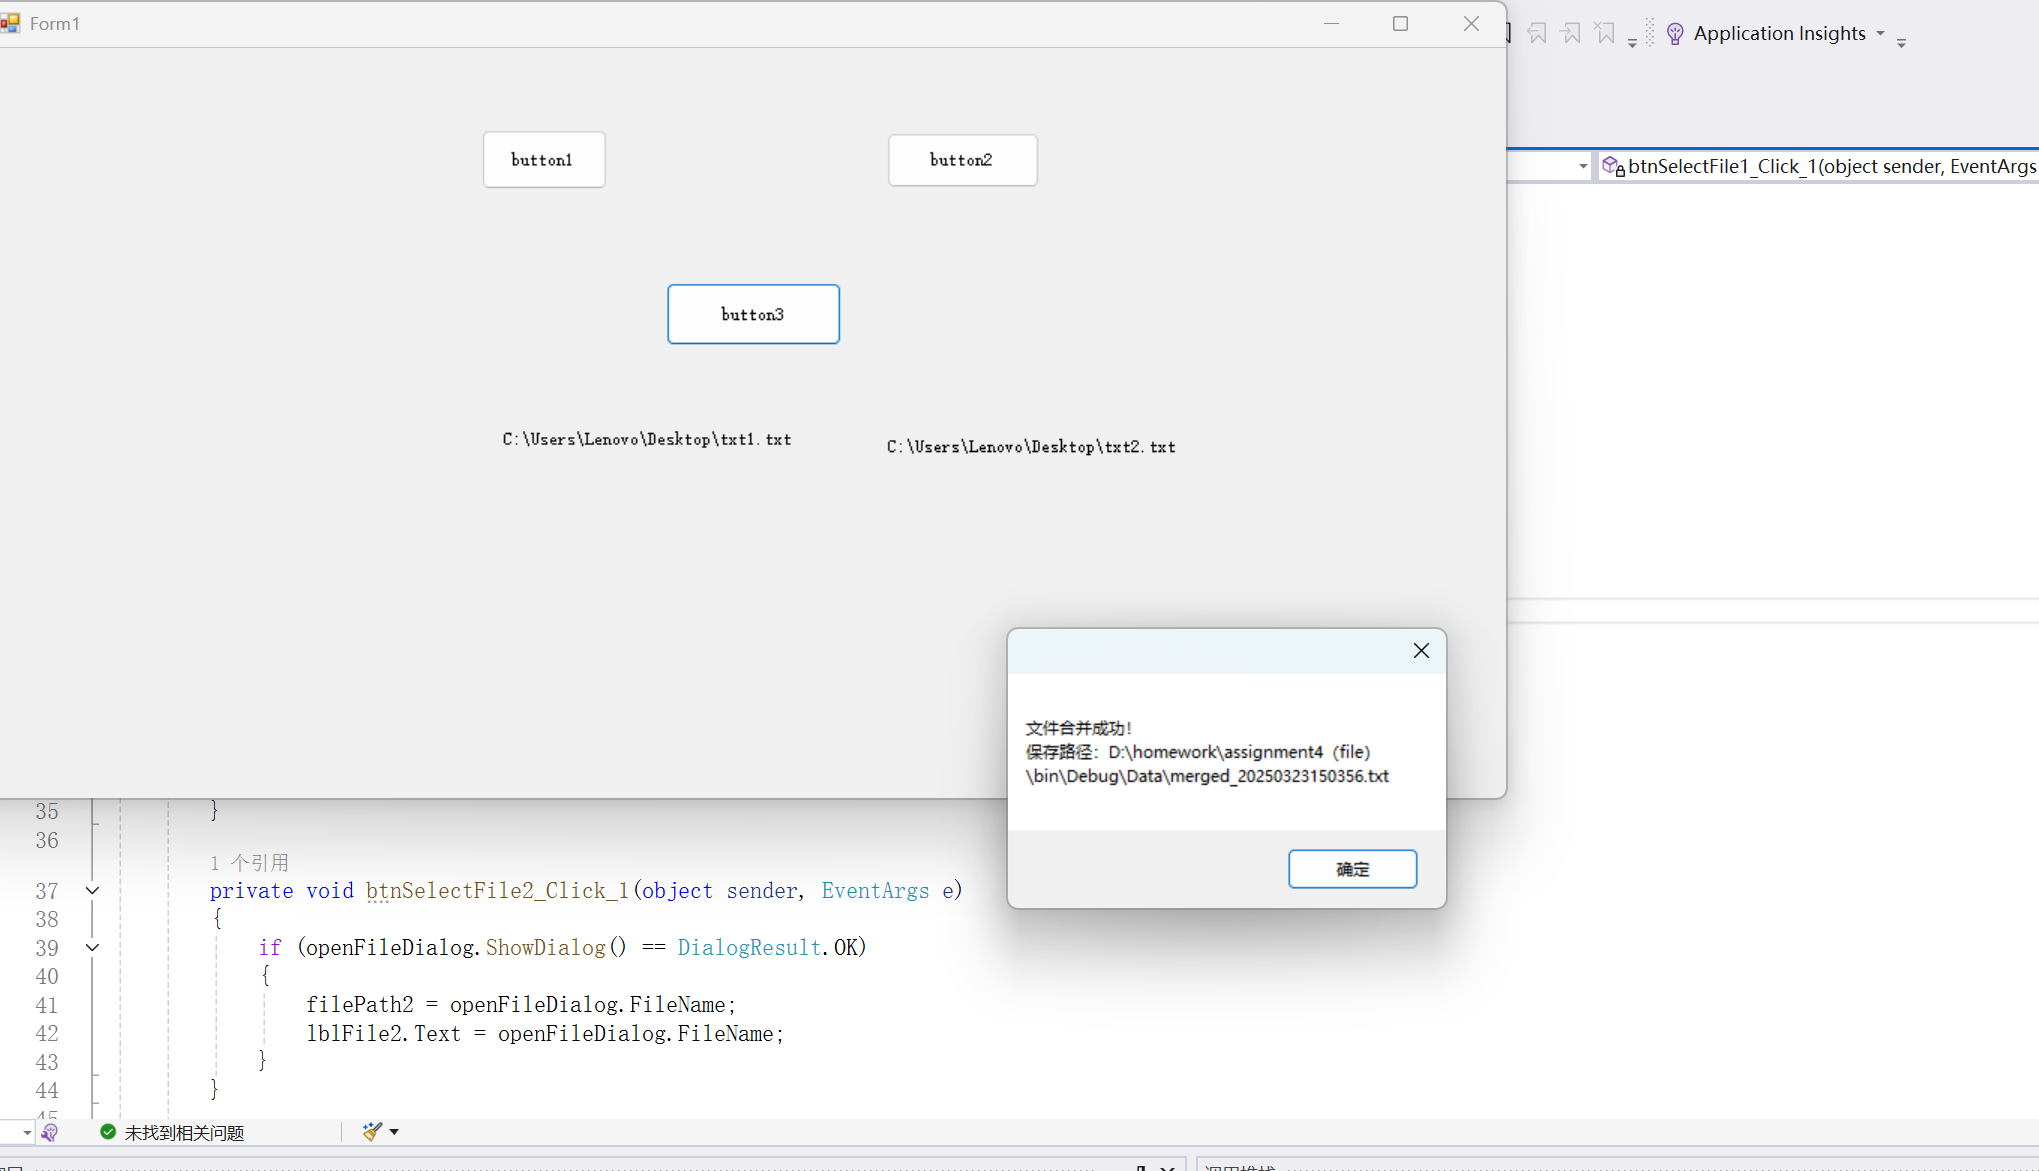 Form1
Application Insights
button1
button2
btnSelectFile1_Click_1(object sender, EventArgs
button3
C:\Users\Lenovo\Desktop\txt1.txt
C:\Users\Lenovo\Desktop\txt2.txt
文件合并成功！
保存路径：D:\homework\assignment4（file）
\bin\Debug\Data\merged_20250323150356.txt
确定
35 }
36
1 个引用
37 private void btnSelectFile2_Click_1(object sender, EventArgs e)
38 {
39 if (openFileDialog.ShowDialog() == DialogResult.OK)
40 {
41 filePath2 = openFileDialog.FileName;
42 lblFile2.Text = openFileDialog.FileName;
43 }
44 }
45
未找到相关问题